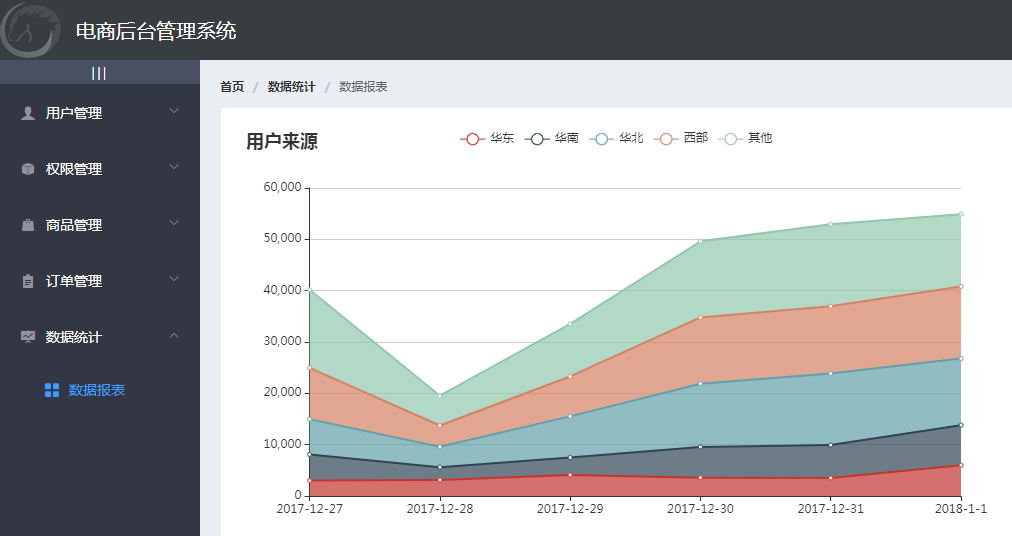 电商后台管理系统
|||
用户管理
权限管理
商品管理
订单管理
数据统计
数据报表
首页 / 数据统计 / 数据报表
用户来源
华东 华南 华北 西部 其他
60,000
50,000
40,000
30,000
20,000
10,000
0
2017-12-27 2017-12-28 2017-12-29 2017-12-30 2017-12-31 2018-1-1